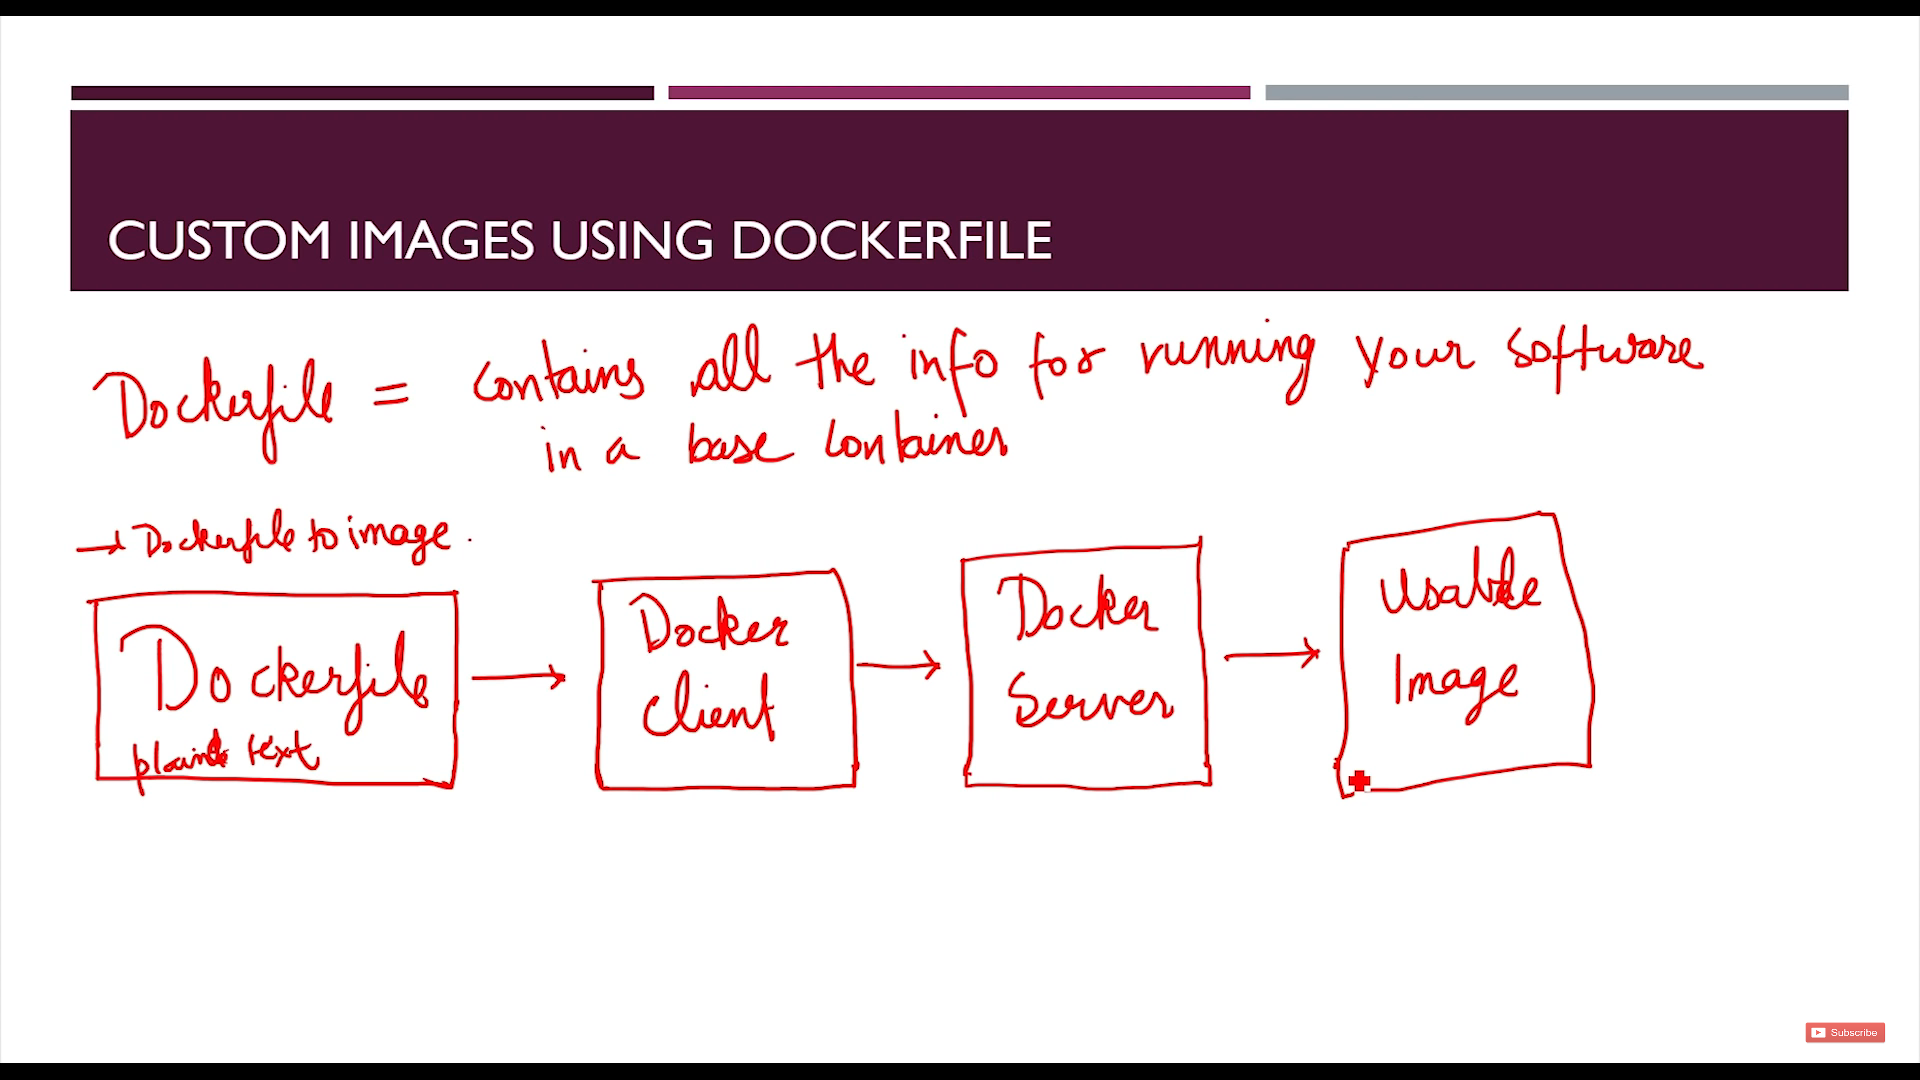 CUSTOM IMAGES USING DOCKERFILE
Dockerfile = contains all the info for running your software
in a base container
→ Dockerfile to image.
Dockerfile
plain text
→
Docker
client
→
Docker
Server
→
Usable
Image
Subscribe